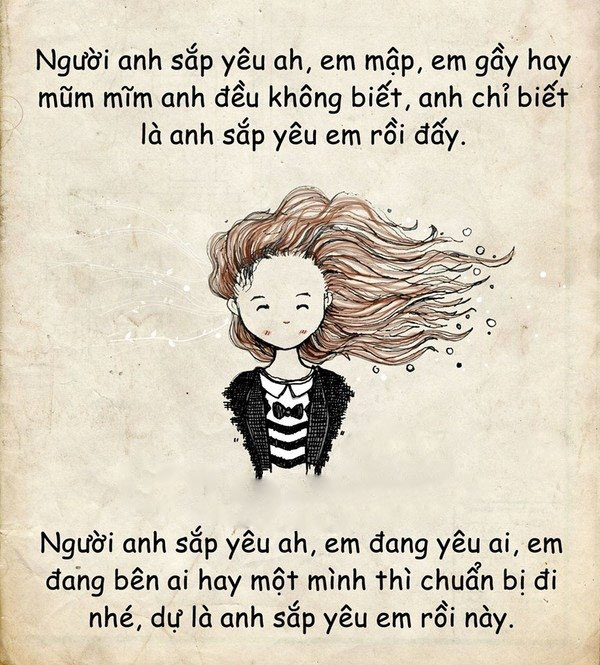 Người anh sắp yêu ah, em mập, em gầy hay
mũm mĩm anh đều không biết, anh chỉ biết
là anh sắp yêu em rồi đấy.
Người anh sắp yêu ah, em đang yêu ai, em
đang bên ai hay một mình thì chuẩn bị đi
nhé, dự là anh sắp yêu em rồi này.